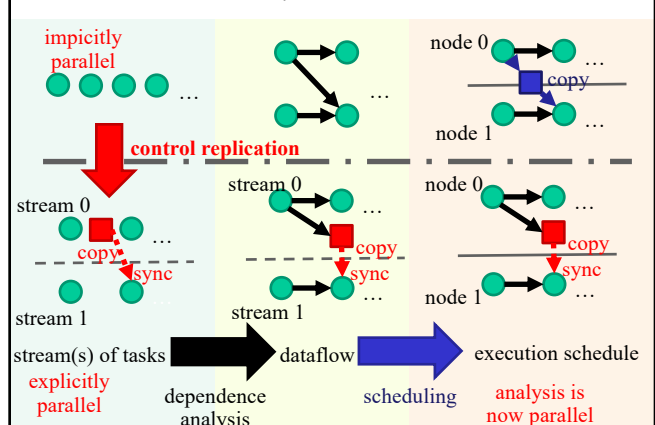 impicitly
parallel
...
...
node 0
copy
...
node 1
...
control replication
stream 0
copy
...
sync
stream 1
stream 0
...
copy
sync
...
stream 1
node 0
...
copy
sync
...
node 1
stream(s) of tasks
dataflow
execution schedule
explicitly
parallel
dependence
analysis
scheduling
analysis is
now parallel